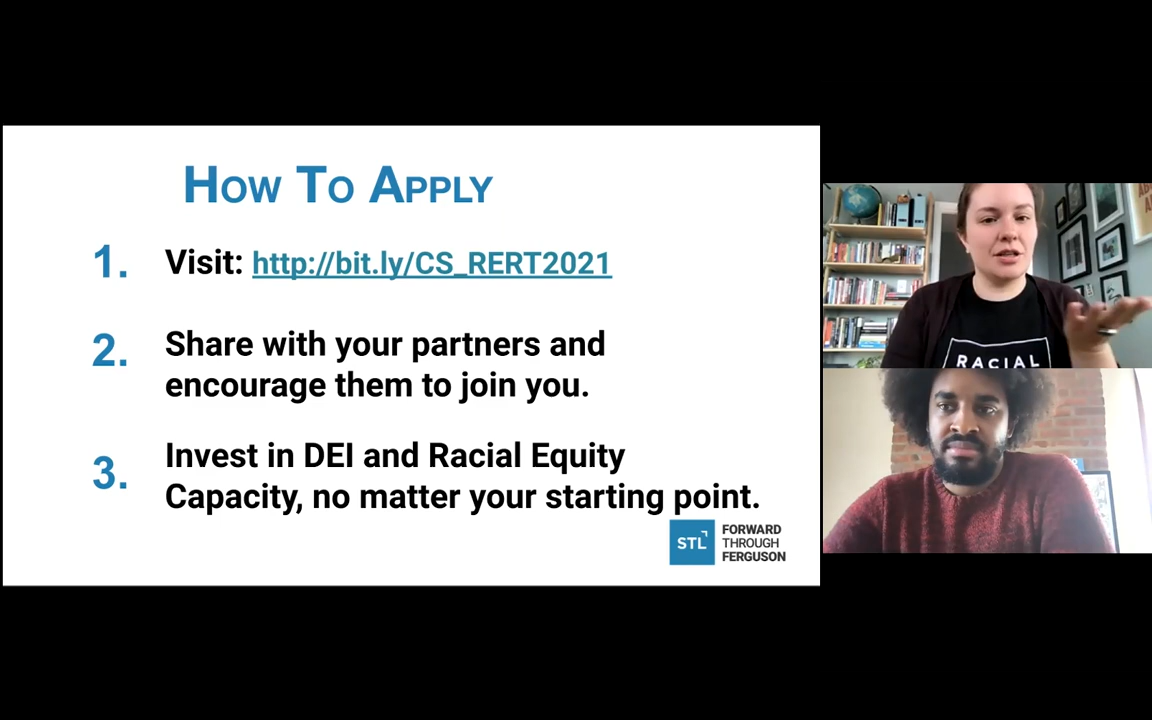 HOW TO APPLY
1. Visit: http://bit.ly/CS_RERT2021
2. Share with your partners and
encourage them to join you.
3. Invest in DEI and Racial Equity
Capacity, no matter your starting point.
STL
FORWARD
THROUGH
FERGUSON
RACIAL